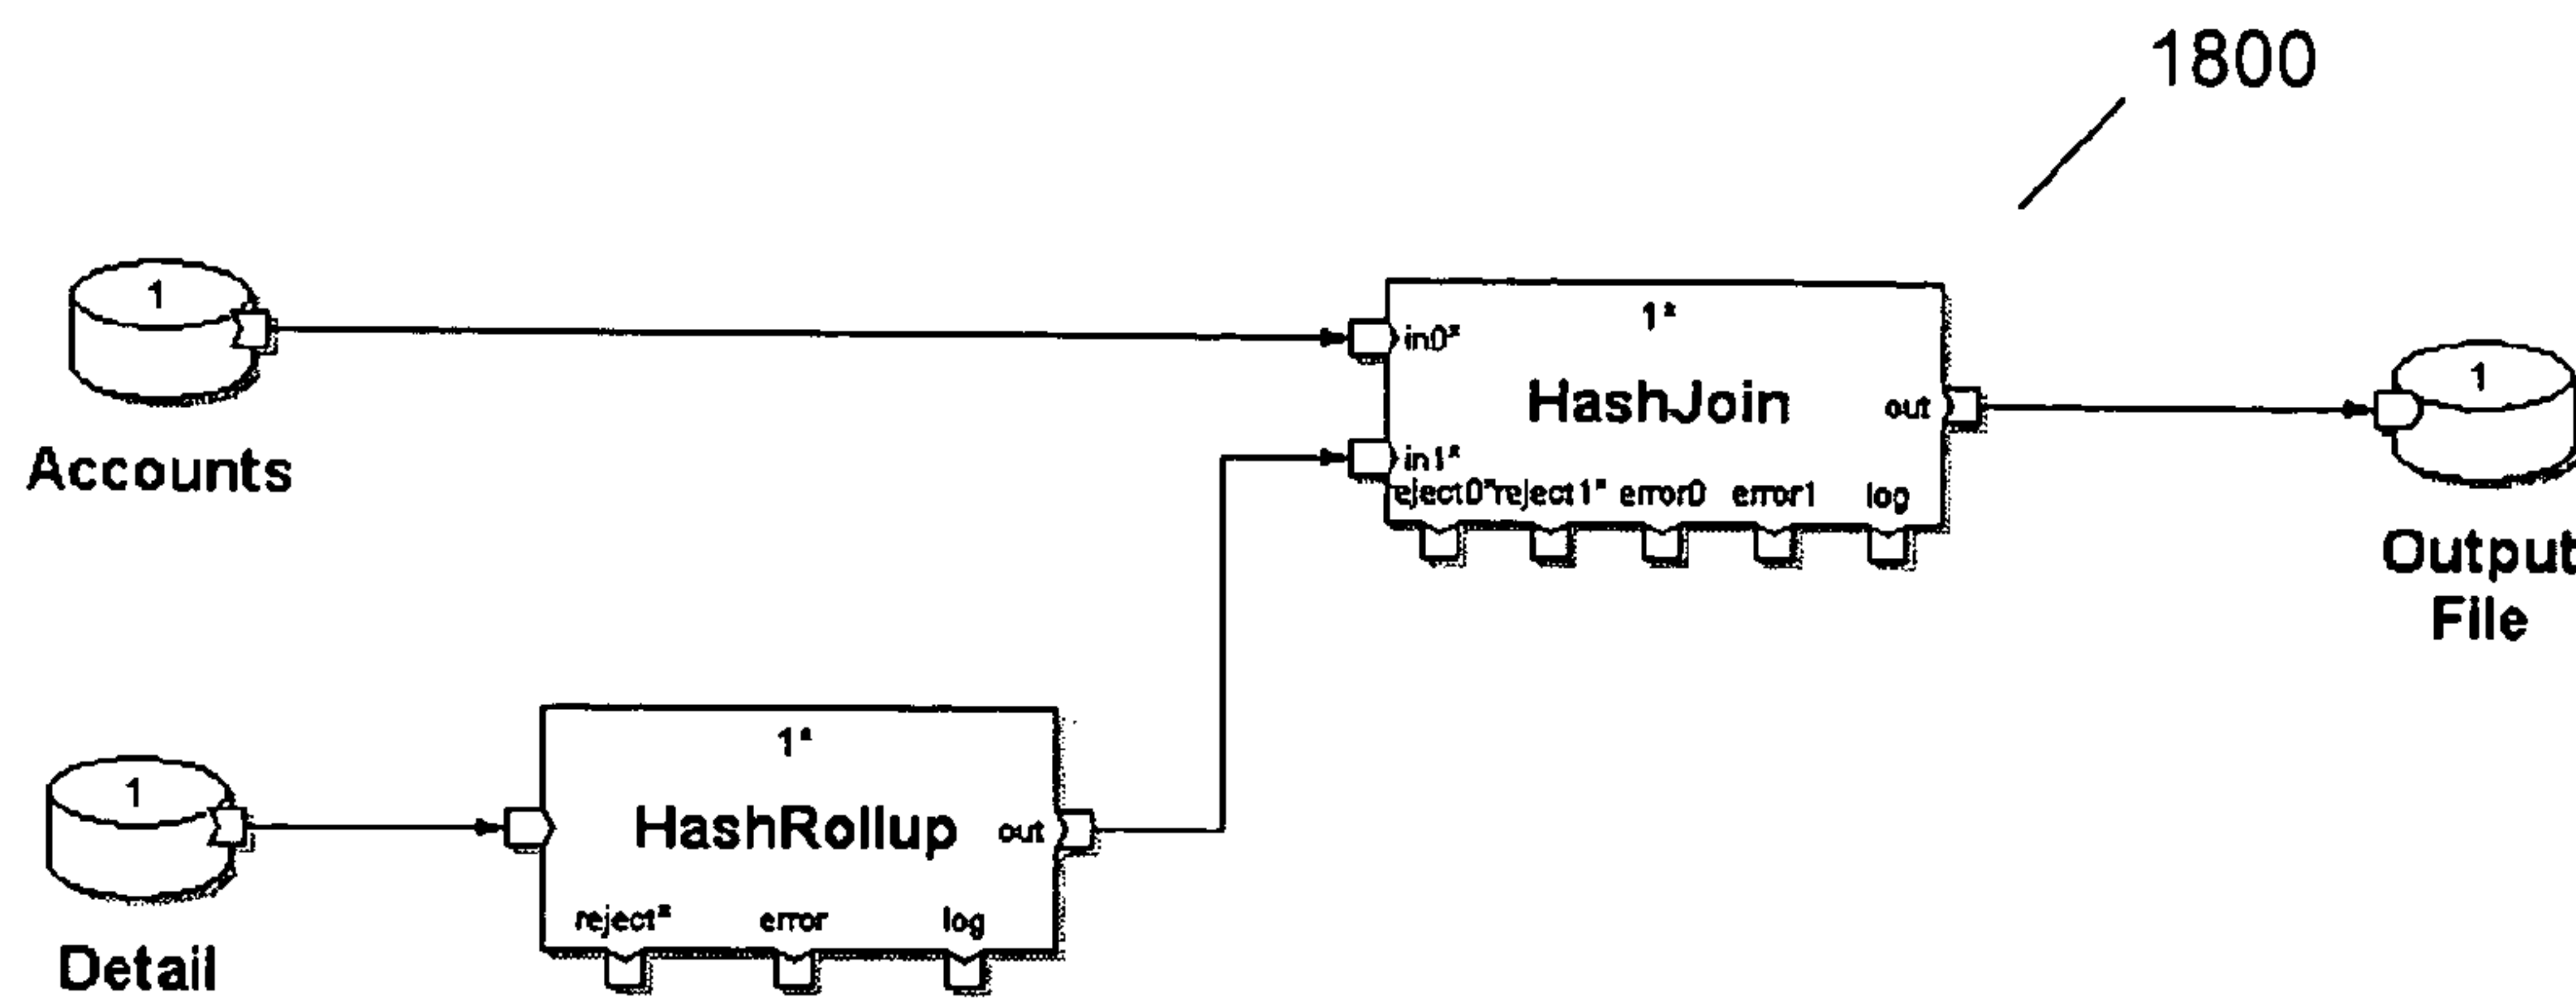 1800
1
Accounts
in0*
1*
HashJoin
out
in1*
reject0*reject1* error0 error1 log
1
Output
File
1
Detail
1*
HashRollup
out
reject* error log